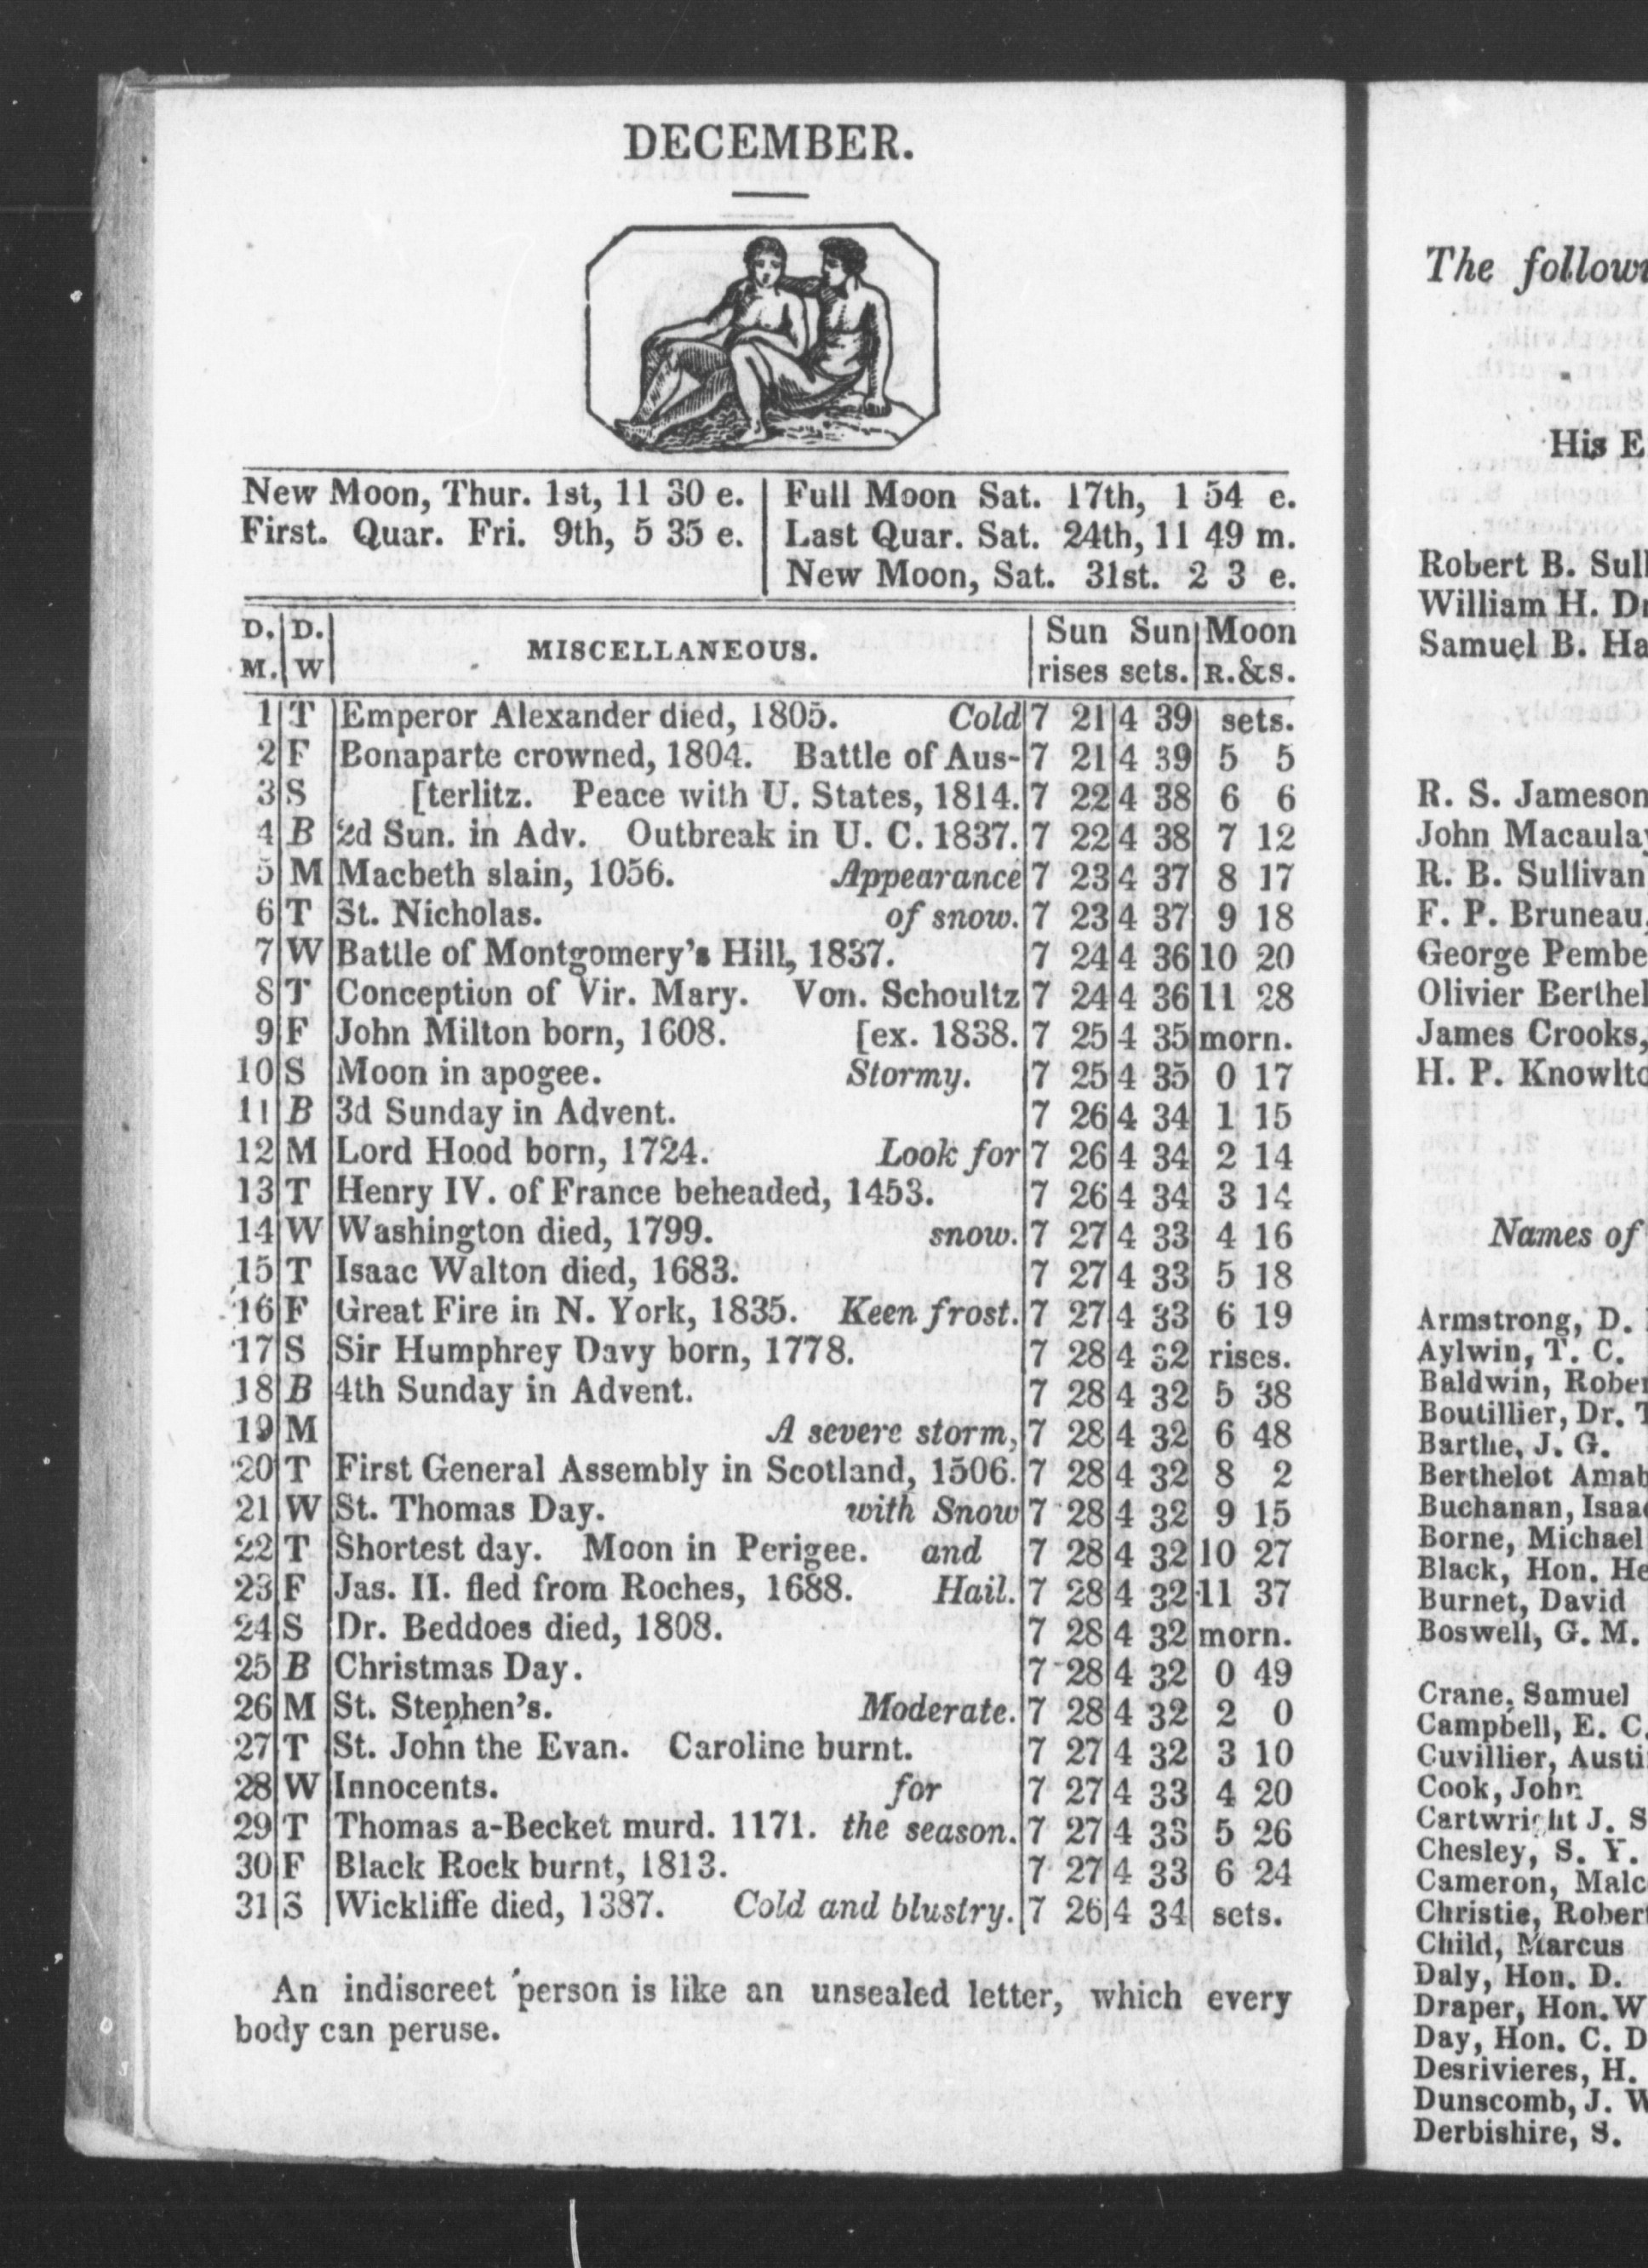 DECEMBER.
New Moon, Thur. 1st, 11 30 e. | Full Moon Sat. 17th, 1 54 e.
First. Quar. Fri. 9th, 5 35 e. | Last Quar. Sat. 24th, 11 49 m.
New Moon, Sat. 31st. 2 3 e.
D. D. MISCELLANEOUS. Sun Sun Moon
M. W rises sets. R.&S.
1 T Emperor Alexander died, 1805. Cold 7 21 4 39 sets.
2 F Bonaparte crowned, 1804. Battle of Aus- 7 21 4 39 5 5
3 S [terlitz. Peace with U. States, 1814. 7 22 4 38 6 6
4 B 2d Sun. in Adv. Outbreak in U. C. 1837. 7 22 4 38 7 12
5 M Macbeth slain, 1056. Appearance 7 23 4 37 8 17
6 T St. Nicholas. of snow. 7 23 4 37 9 18
7 W Battle of Montgomery's Hill, 1837. 7 24 4 36 10 20
8 T Conception of Vir. Mary. Von. Schoultz 7 24 4 36 11 28
9 F John Milton born, 1608. [ex. 1838. 7 25 4 35 morn.
10 S Moon in apogee. Stormy. 7 25 4 35 0 17
11 B 3d Sunday in Advent. 7 26 4 34 1 15
12 M Lord Hood born, 1724. Look for 7 26 4 34 2 14
13 T Henry IV. of France beheaded, 1453. 7 26 4 34 3 14
14 W Washington died, 1799. snow. 7 27 4 33 4 16
15 T Isaac Walton died, 1683. 7 27 4 33 5 18
16 F Great Fire in N. York, 1835. Keen frost. 7 27 4 33 6 19
17 S Sir Humphrey Davy born, 1778. 7 28 4 32 rises.
18 B 4th Sunday in Advent. 7 28 4 32 5 38
19 M A severe storm, 7 28 4 32 6 48
20 T First General Assembly in Scotland, 1506. 7 28 4 32 8 2
21 W St. Thomas Day. with Snow 7 28 4 32 9 15
22 T Shortest day. Moon in Perigee. and 7 28 4 32 10 27
23 F Jas. II. fled from Roches, 1688. Hail. 7 28 4 32 11 37
24 S Dr. Beddoes died, 1808. 7 28 4 32 morn.
25 B Christmas Day. 7 28 4 32 0 49
26 M St. Stephen's. Moderate. 7 28 4 32 2 0
27 T St. John the Evan. Caroline burnt. 7 27 4 32 3 10
28 W Innocents. for 7 27 4 33 4 20
29 T Thomas a-Becket murd. 1171. the season. 7 27 4 33 5 26
30 F Black Rock burnt, 1813. 7 27 4 33 6 24
31 S Wickliffe died, 1387. Cold and blustry. 7 26 4 34 sets.
An indiscreet person is like an unsealed letter, which every
body can peruse.
The
His E
Robert B.
William H.
Samuel B.
R. S. Jameson
John
R. B. Sullivan
F. P. Bruneau,
George
Olivier
James Crooks,
H. P.
Names of
Armstrong, D.
Aylwin, T. C.
Baldwin,
Boutillier, Dr.
Barthe, J. G.
Berthelot
Buchanan,
Borne, Michael
Black, Hon.
Burnet, David
Boswell, G. M.
Crane, Samuel
Campbell, E. C.
Cuvillier,
Cook, John
Cartwright J. S
Chesley, S. Y.
Cameron,
Christie,
Child, Marcus
Daly, Hon. D.
Draper, Hon. W
Day, Hon. C. D
Desrivieres, H.
Dunscomb, J. W
Derbishire, S.